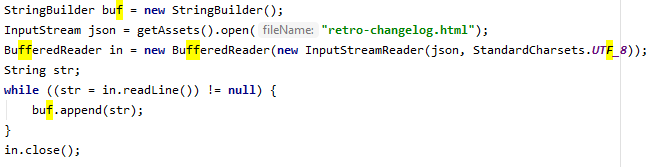 StringBuilder buf = new StringBuilder();
InputStream json = getAssets().open( fileName: "retro-changelog.html");
BufferedReader in = new BufferedReader(new InputStreamReader(json, StandardCharsets.UTF_8));
String str;
while ((str = in.readLine()) != null) {
    buf.append(str);
}
in.close();